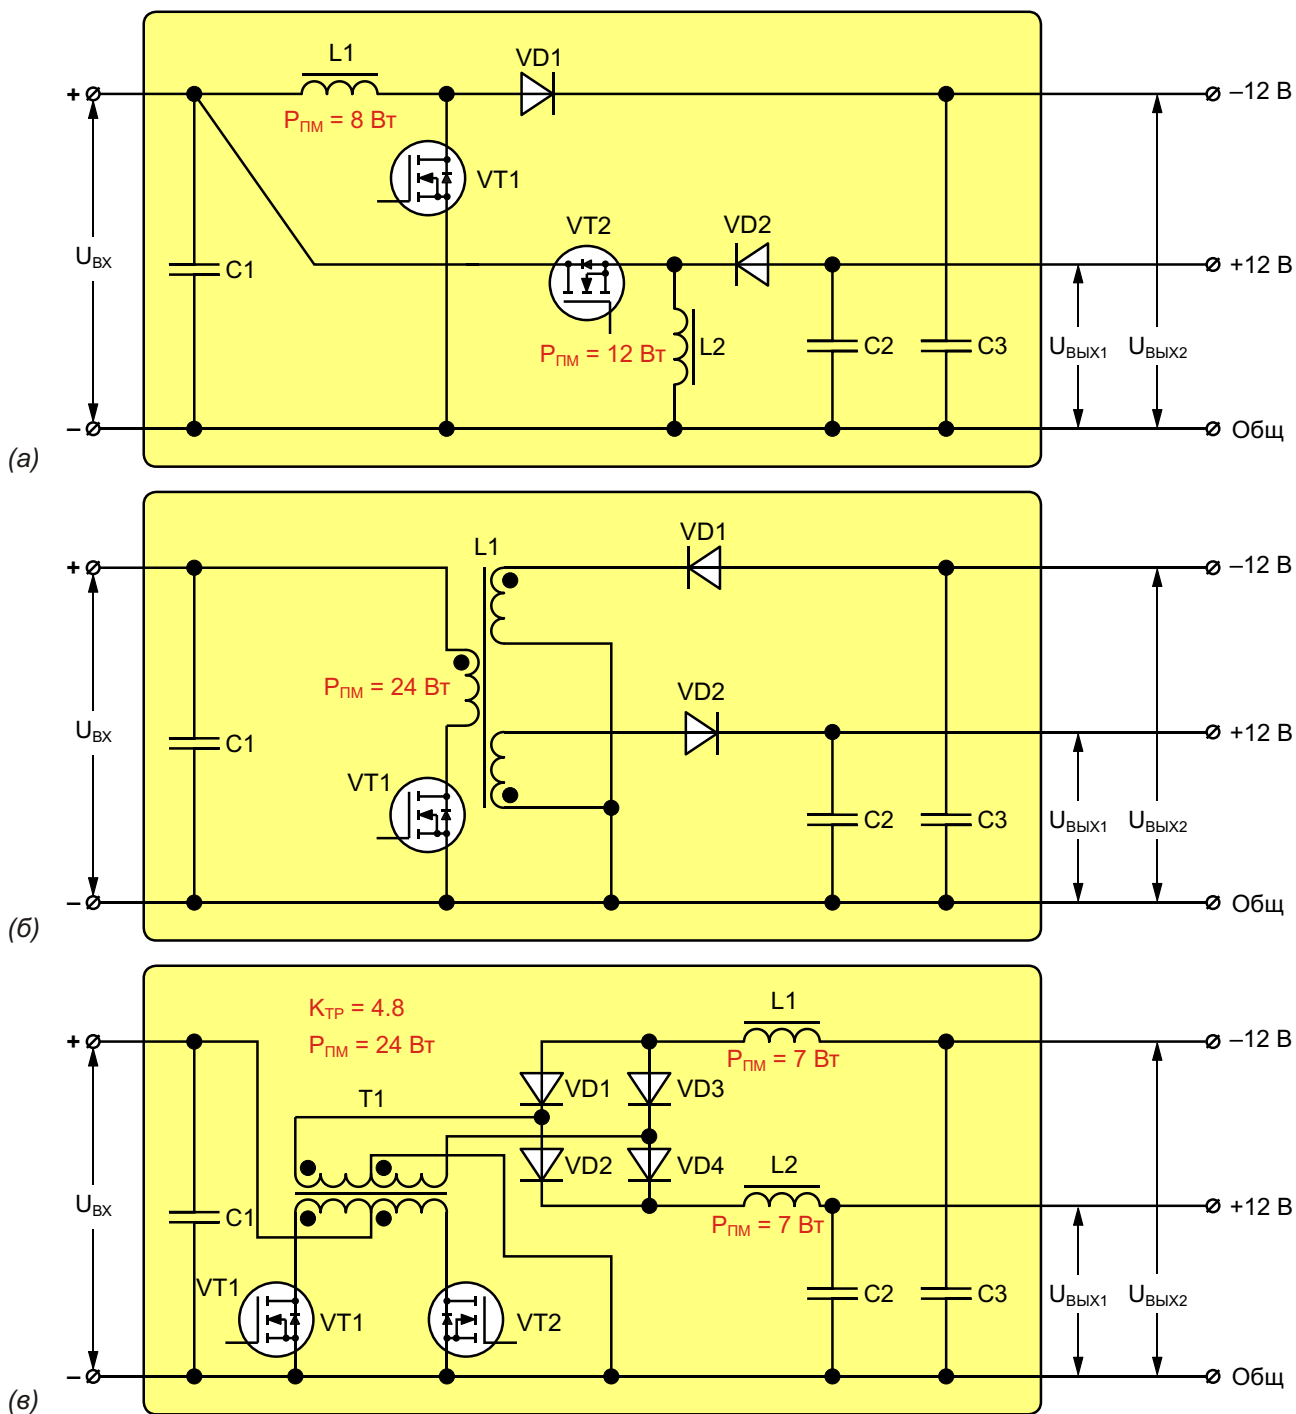 L1
VD1
+
–12 В
PПМ = 8 Вт
VT1
VT2
VD2
UВХ
C1
+12 В
PПМ = 12 Вт
L2
C2
C3
UВЫХ1
UВЫХ2
–
Общ
(а)
L1
VD1
+
–12 В
PПМ = 24 Вт
VD2
UВХ
C1
+12 В
VT1
C2
C3
UВЫХ1
UВЫХ2
–
Общ
(б)
KТР = 4.8
L1
+
–12 В
PПМ = 24 Вт
PПМ = 7 Вт
T1
VD1
VD3
VD2
VD4
L2
UВХ
C1
+12 В
PПМ = 7 Вт
VT1
VT1
VT2
C2
C3
UВЫХ1
UВЫХ2
–
Общ
(в)